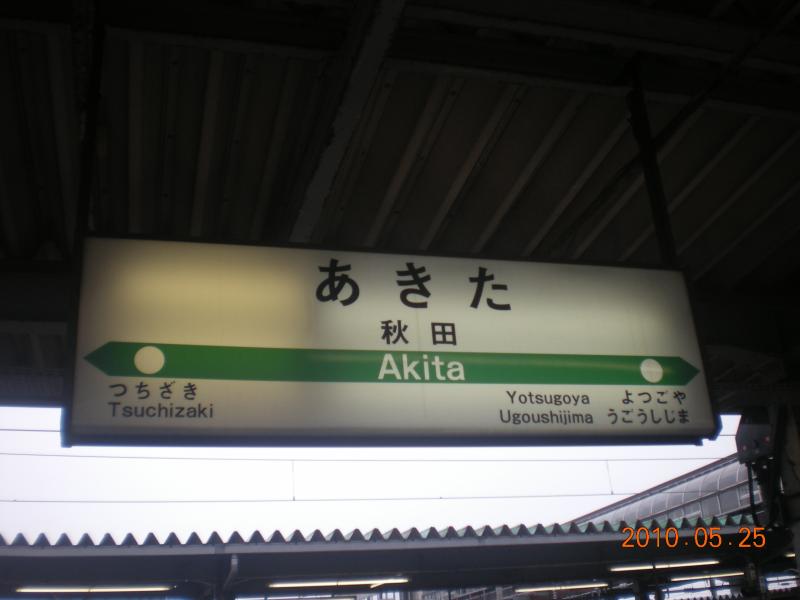 あきた
秋田
Akita
つちざき
Tsuchizaki
Yotsugoya よつごや
Ugoushijima うごうしじま
2010.05.25